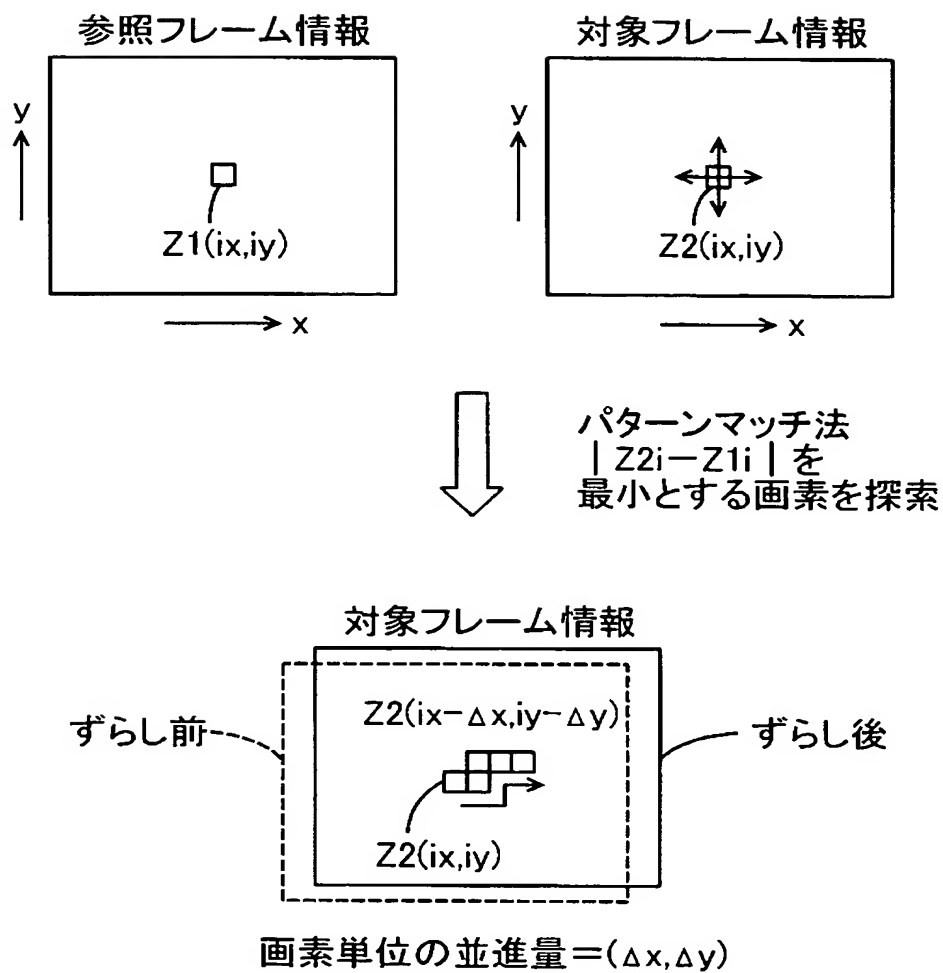 参照フレーム情報
対象フレーム情報
y
y
Z1(ix,iy)
Z2(ix,iy)
x
x
パターンマッチ法
|Z2i−Z1i|を
最小とする画素を探索
対象フレーム情報
Z2(ix−Δx,iy−Δy)
ずらし前
ずらし後
Z2(ix,iy)
画素単位の並進量=(Δx,Δy)